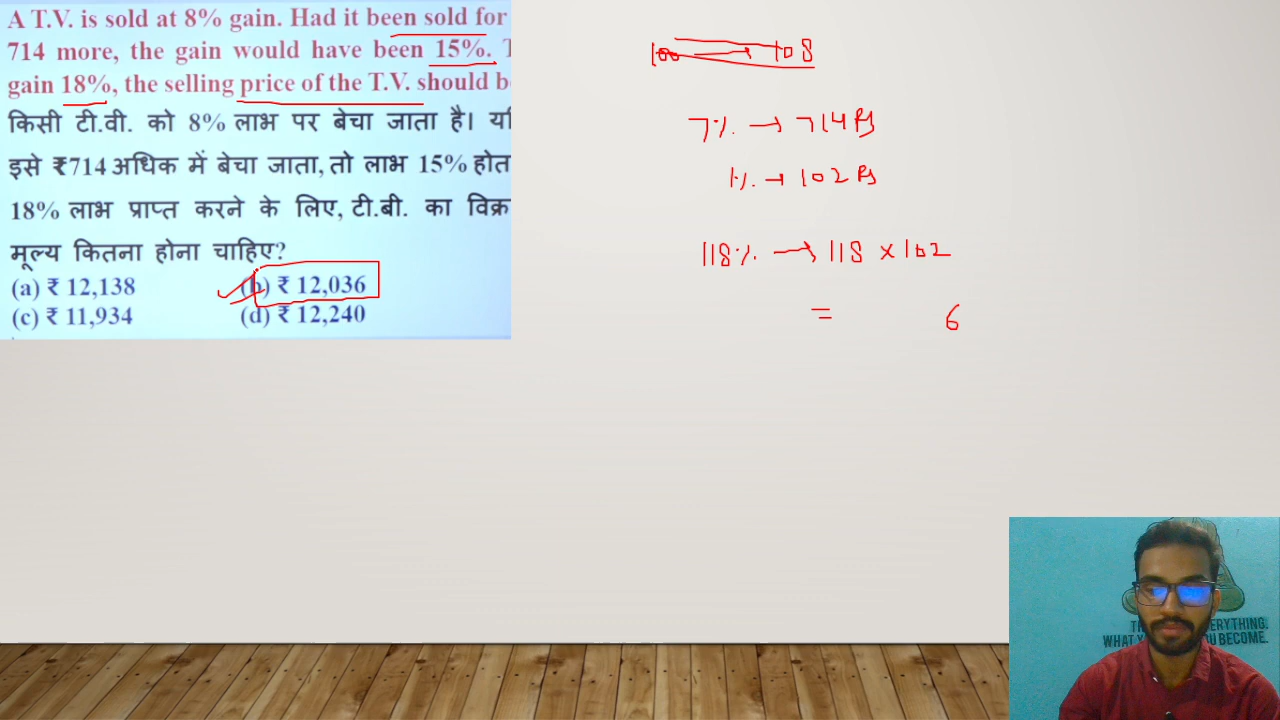 A T.V. is sold at 8% gain. Had it been sold for
714 more, the gain would have been 15%.
gain 18%, the selling price of the T.V. should b
किसी टी.वी. को 8% लाभ पर बेचा जाता है।
इसे ₹714 अधिक में बेचा जाता, तो लाभ 15% होत
18% लाभ प्राप्त करने के लिए, टी.बी. का विक्र
मूल्य कितना होना चाहिए?
(a) ₹ 12,138 (b) ₹ 12,036
(c) ₹ 11,934 (d) ₹ 12,240
100 → 108
7% → 714 Rs
1% → 102 Rs
118% → 118 × 102
= 6